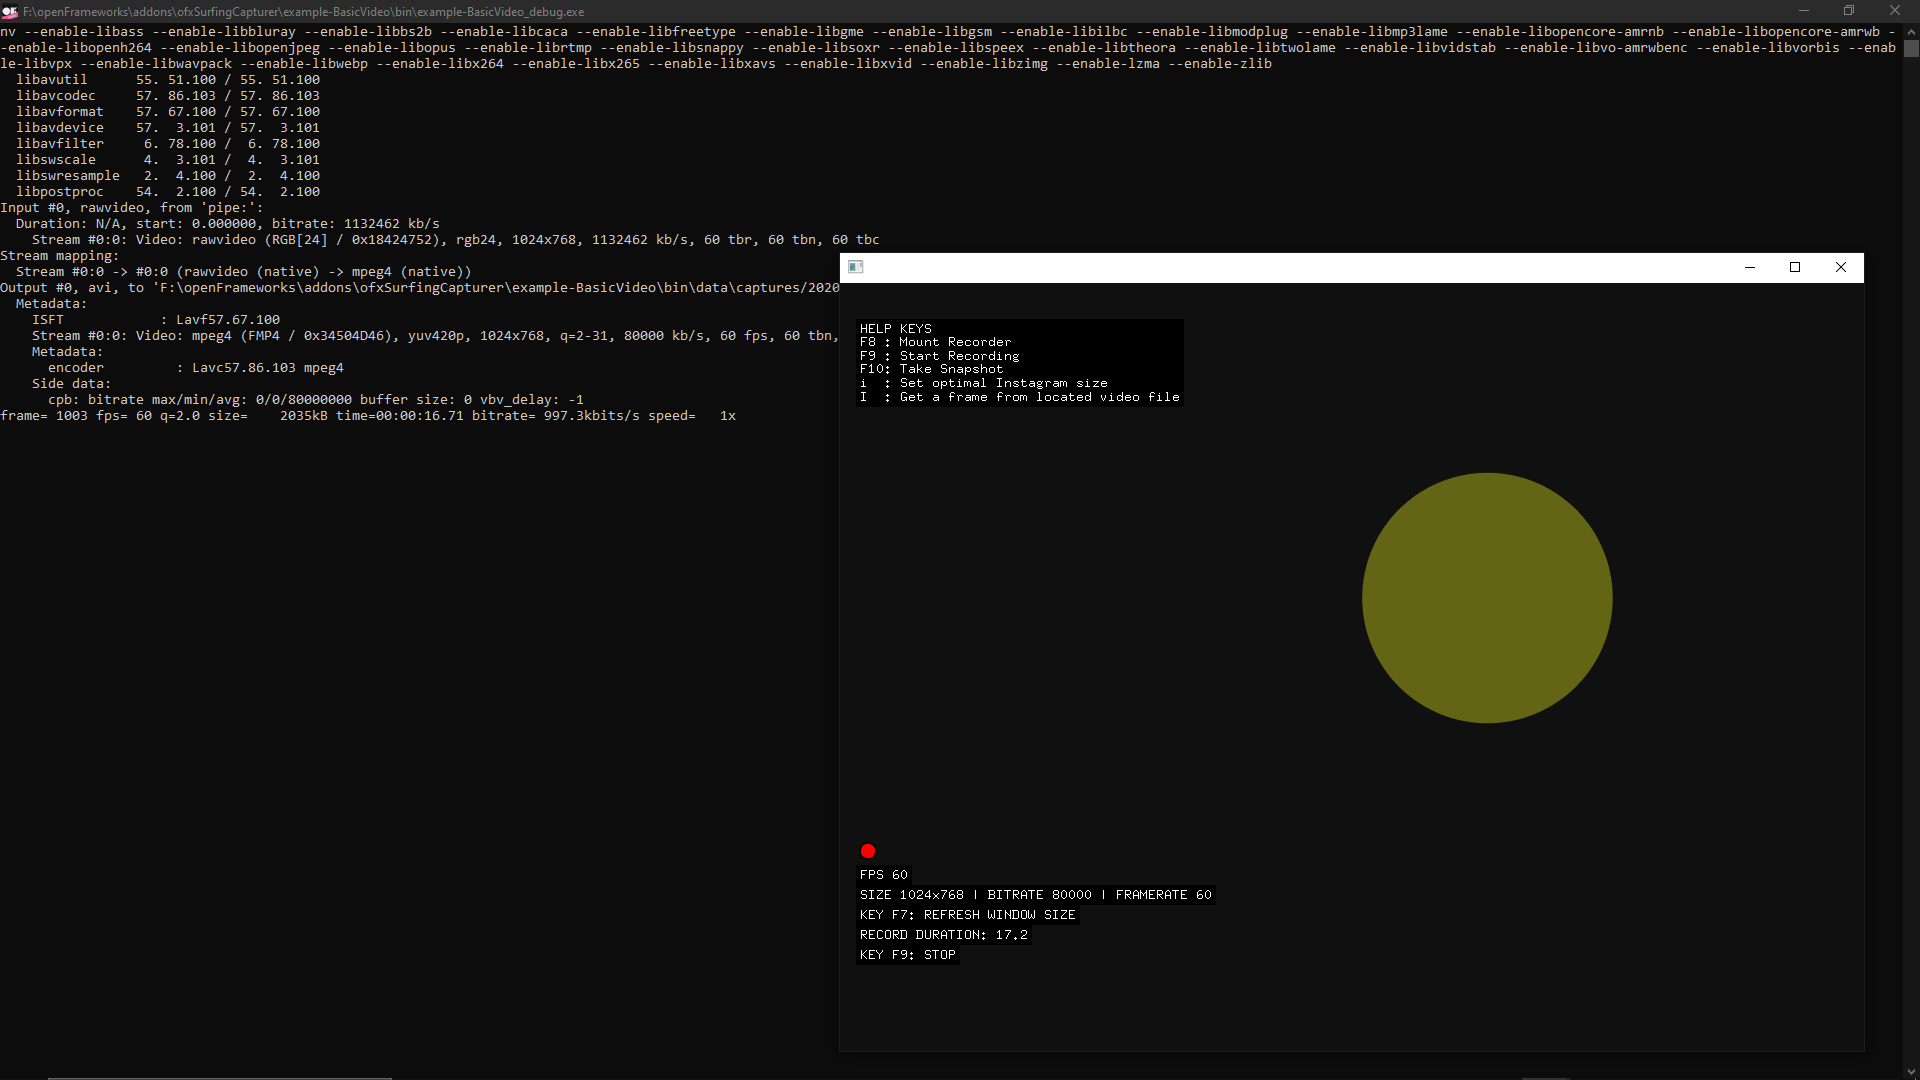 F:\openFrameworks\addons\ofxSurfingCapturer\example-BasicVideo\bin\example-BasicVideo_debug.exe
nv --enable-libass --enable-libbluray --enable-libbs2b --enable-libcaca --enable-libfreetype --enable-libgme --enable-libgsm --enable-libilbc --enable-libmodplug --enable-libmp3lame --enable-libopencore-amrnb --enable-libopencore-amrwb -
-enable-libopenh264 --enable-libopenjpeg --enable-libopus --enable-librtmp --enable-libsnappy --enable-libsoxr --enable-libspeex --enable-libtheora --enable-libtwolame --enable-libvidstab --enable-libvo-amrwbenc --enable-libvorbis --enab
le-libvpx --enable-libwavpack --enable-libwebp --enable-libx264 --enable-libx265 --enable-libxavs --enable-libxvid --enable-libzimg --enable-lzma --enable-zlib
libavutil      55. 51.100 / 55. 51.100
libavcodec     57. 86.103 / 57. 86.103
libavformat    57. 67.100 / 57. 67.100
libavdevice    57.  3.101 / 57.  3.101
libavfilter     6. 78.100 /  6. 78.100
libswscale      4.  3.101 /  4.  3.101
libswresample   2.  4.100 /  2.  4.100
libpostproc    54.  2.100 / 54.  2.100
Input #0, rawvideo, from 'pipe:':
Duration: N/A, start: 0.000000, bitrate: 1132462 kb/s
Stream #0:0: Video: rawvideo (RGB[24] / 0x18424752), rgb24, 1024x768, 1132462 kb/s, 60 tbr, 60 tbn, 60 tbc
Stream mapping:
Stream #0:0 -> #0:0 (rawvideo (native) -> mpeg4 (native))
Output #0, avi, to 'F:\openFrameworks\addons\ofxSurfingCapturer\example-BasicVideo\bin\data\captures/2020
Metadata:
ISFT            : Lavf57.67.100
Stream #0:0: Video: mpeg4 (FMP4 / 0x34504D46), yuv420p, 1024x768, q=2-31, 80000 kb/s, 60 fps, 60 tbn,
Metadata:
encoder         : Lavc57.86.103 mpeg4
Side data:
cpb: bitrate max/min/avg: 0/0/80000000 buffer size: 0 vbv_delay: -1
frame= 1003 fps= 60 q=2.0 size=    2035kB time=00:00:16.71 bitrate= 997.3kbits/s speed=   1x
HELP KEYS
F8 : Mount Recorder
F9 : Start Recording
F10: Take Snapshot
i  : Set optimal Instagram size
I  : Get a frame from located video file
FPS 60
SIZE 1024x768 | BITRATE 80000 | FRAMERATE 60
KEY F7: REFRESH WINDOW SIZE
RECORD DURATION: 17.2
KEY F9: STOP